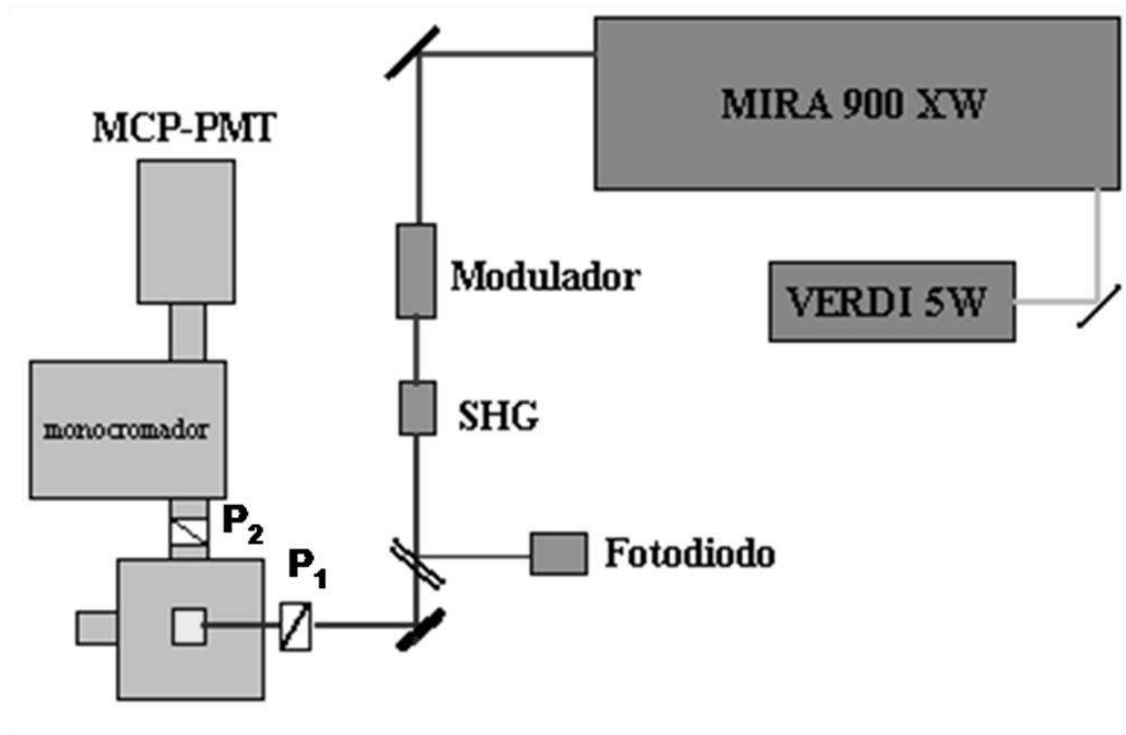 MIRA 900 XW
MCP-PMT
Modulador
VERDI 5W
SHG
monocromador
P2
Fotodiodo
P1